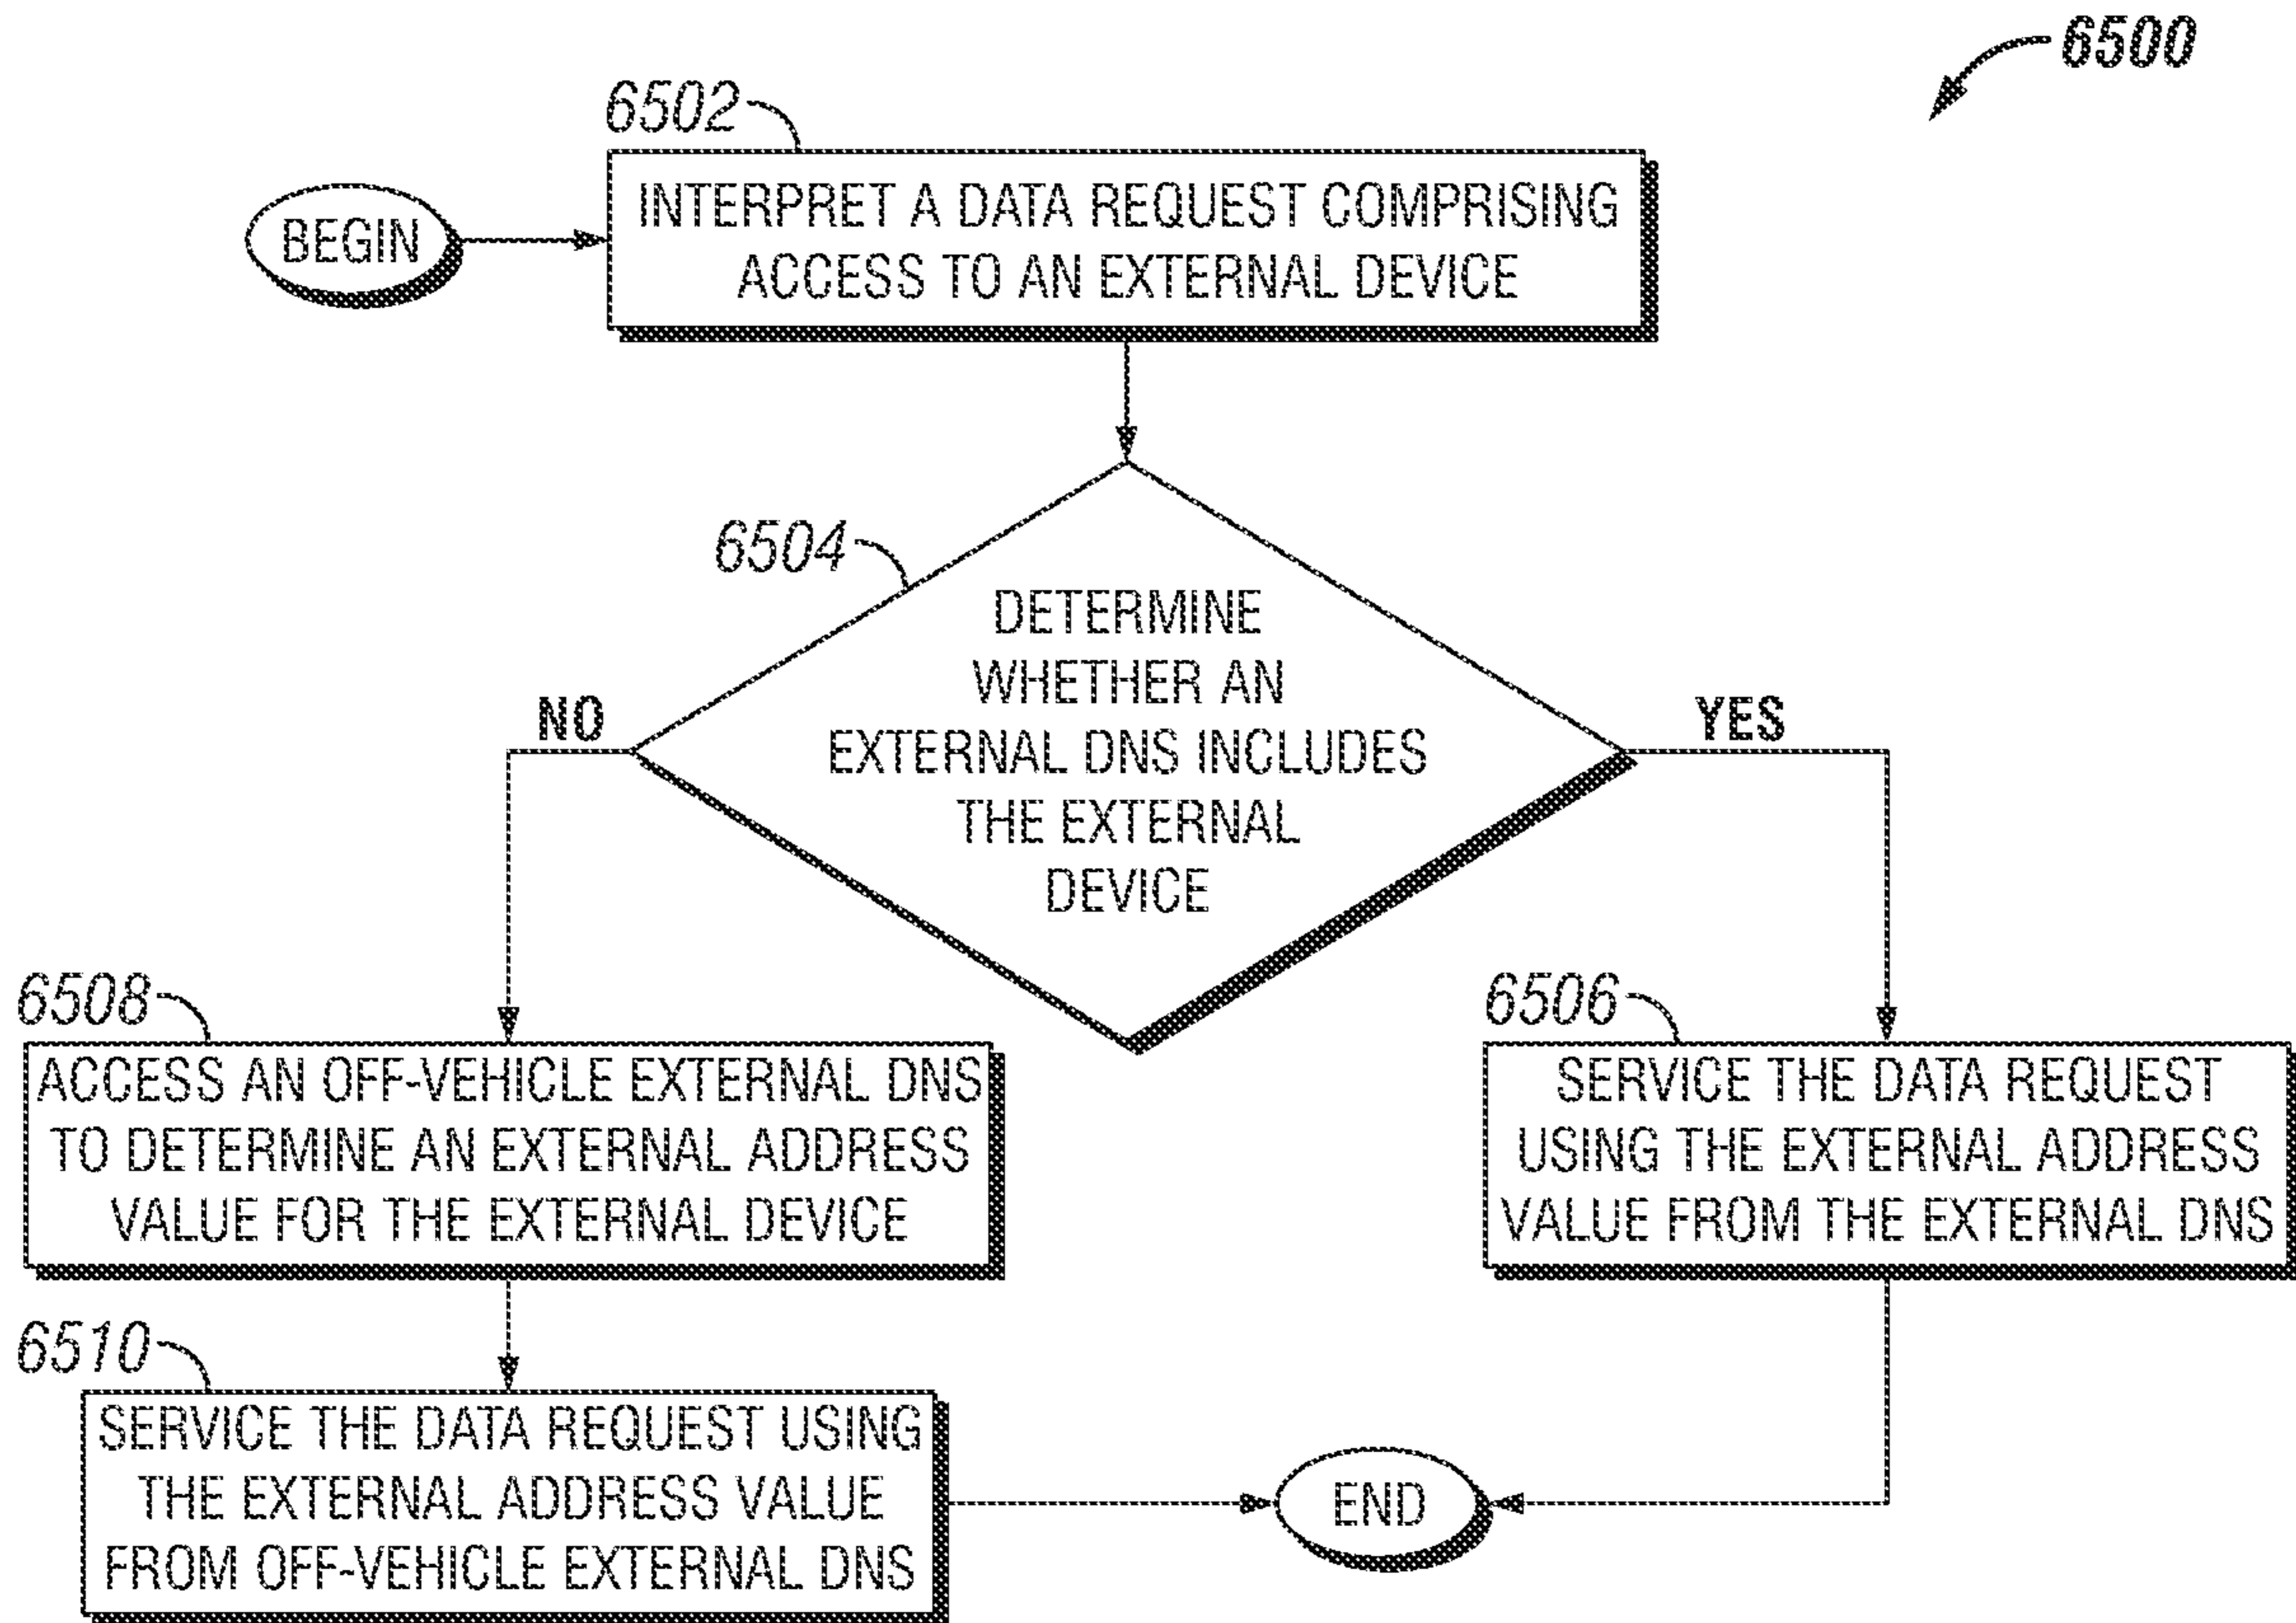 6500
6502
BEGIN
INTERPRET A DATA REQUEST COMPRISING
ACCESS TO AN EXTERNAL DEVICE
6504
DETERMINE
WHETHER AN
EXTERNAL DNS INCLUDES
THE EXTERNAL
DEVICE
NO
YES
6508
ACCESS AN OFF-VEHICLE EXTERNAL DNS
TO DETERMINE AN EXTERNAL ADDRESS
VALUE FOR THE EXTERNAL DEVICE
6506
SERVICE THE DATA REQUEST
USING THE EXTERNAL ADDRESS
VALUE FROM THE EXTERNAL DNS
6510
SERVICE THE DATA REQUEST USING
THE EXTERNAL ADDRESS VALUE
FROM OFF-VEHICLE EXTERNAL DNS
END